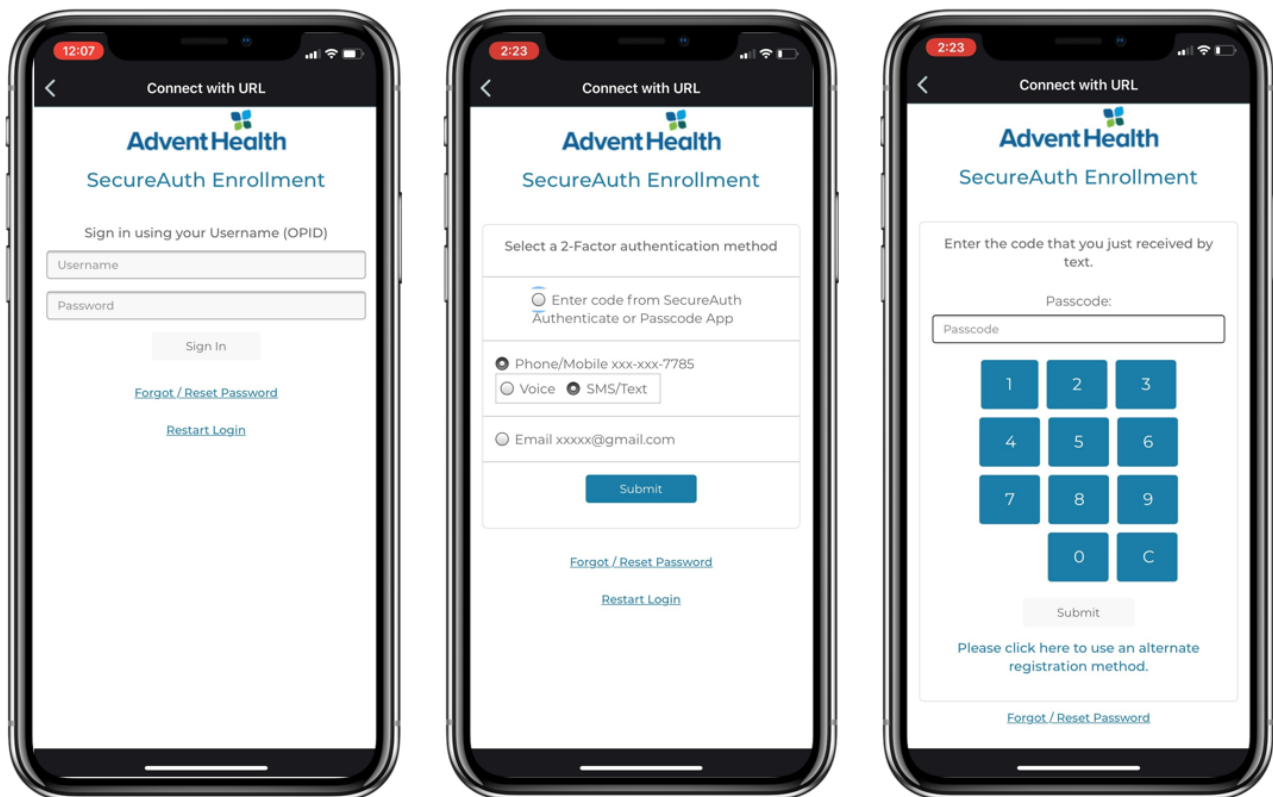 12:07
Connect with URL
AdventHealth
SecureAuth Enrollment
Sign in using your Username (OPID)
Username
Password
Sign In
Forgot / Reset Password
Restart Login
2:23
Connect with URL
AdventHealth
SecureAuth Enrollment
Select a 2-Factor authentication method
Enter code from SecureAuth
Authenticate or Passcode App
Phone/Mobile xxx-xxx-7785
Voice SMS/Text
Email xxxxx@gmail.com
Submit
Forgot / Reset Password
Restart Login
2:23
Connect with URL
AdventHealth
SecureAuth Enrollment
Enter the code that you just received by
text.
Passcode:
Passcode
1 2 3
4 5 6
7 8 9
0 C
Submit
Please click here to use an alternate
registration method.
Forgot / Reset Password